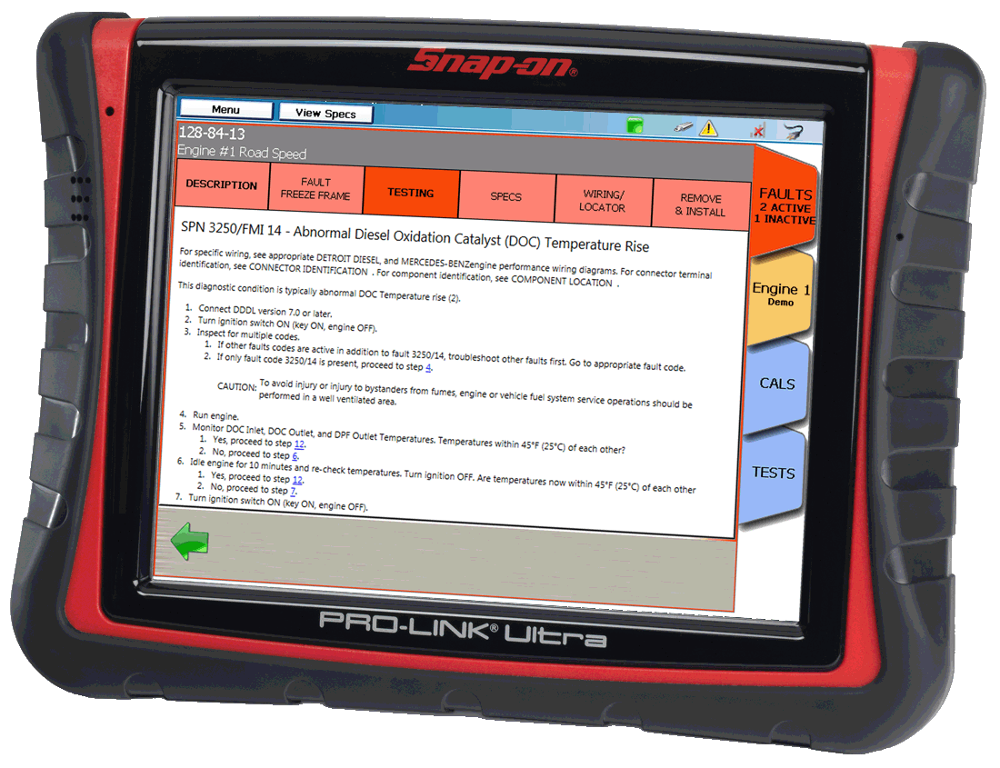 Snap-on®
Menu
View Specs
128-84-13
Engine #1 Road Speed
DESCRIPTION
FAULT
FREEZE FRAME
TESTING
SPECS
WIRING/
LOCATOR
REMOVE
& INSTALL
FAULTS
2 ACTIVE
1 INACTIVE
Engine 1
Demo
CALS
TESTS
SPN 3250/FMI 14 - Abnormal Diesel Oxidation Catalyst (DOC) Temperature Rise
For specific wiring, see appropriate DETROIT DIESEL, and MERCEDES-BENZengine performance wiring diagrams. For connector terminal
identification, see CONNECTOR IDENTIFICATION . For component identification, see COMPONENT LOCATION .
This diagnostic condition is typically abnormal DOC Temperature rise (2).
1. Connect DDDL version 7.0 or later.
2. Turn ignition switch ON (key ON, engine OFF).
3. Inspect for multiple codes.
1. If other faults codes are active in addition to fault 3250/14, troubleshoot other faults first. Go to appropriate fault code.
2. If only fault code 3250/14 is present, proceed to step 4.
CAUTION: To avoid injury or injury to bystanders from fumes, engine or vehicle fuel system service operations should be
performed in a well ventilated area.
4. Run engine.
5. Monitor DOC Inlet, DOC Outlet, and DPF Outlet Temperatures. Temperatures within 45°F (25°C) of each other?
1. Yes, proceed to step 12.
2. No, proceed to step 6.
6. Idle engine for 10 minutes and re-check temperatures. Turn ignition OFF. Are temperatures now within 45°F (25°C) of each other
1. Yes, proceed to step 12.
2. No, proceed to step 7.
7. Turn ignition switch ON (key ON, engine OFF).
PRO-LINK® Ultra